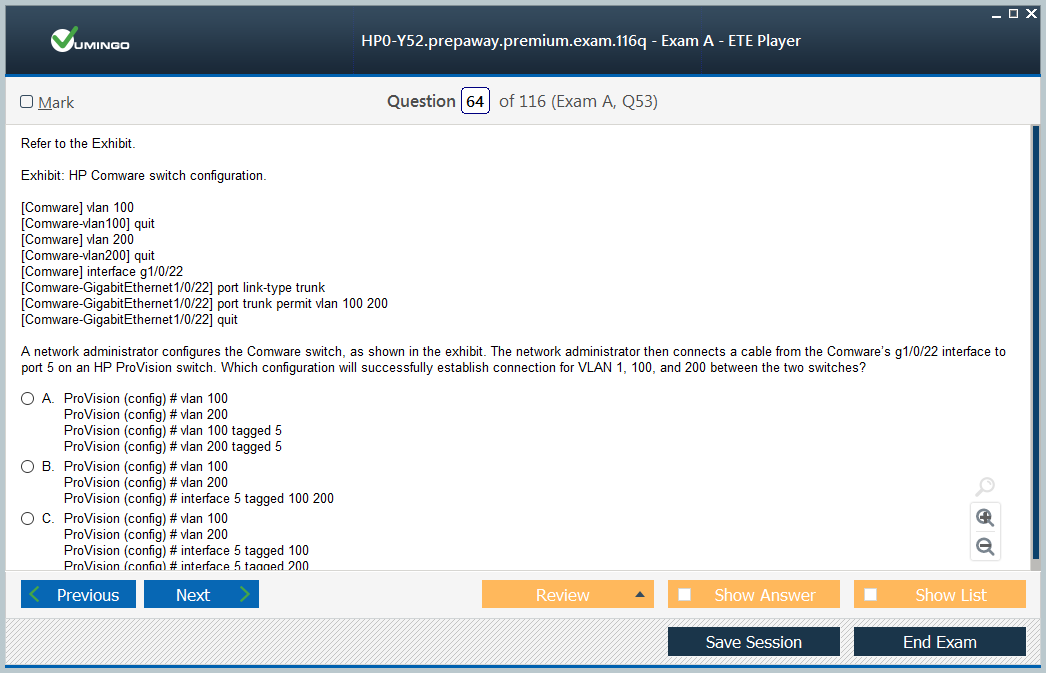 VUMINGO
HP0-Y52.prepaway.premium.exam.116q - Exam A - ETE Player
Mark
Question 64 of 116 (Exam A, Q53)
Refer to the Exhibit.
Exhibit: HP Comware switch configuration.
[Comware] vlan 100
[Comware-vlan100] quit
[Comware] vlan 200
[Comware-vlan200] quit
[Comware] interface g1/0/22
[Comware-GigabitEthernet1/0/22] port link-type trunk
[Comware-GigabitEthernet1/0/22] port trunk permit vlan 100 200
[Comware-GigabitEthernet1/0/22] quit
A network administrator configures the Comware switch, as shown in the exhibit. The network administrator then connects a cable from the Comware's g1/0/22 interface to
port 5 on an HP ProVision switch. Which configuration will successfully establish connection for VLAN 1, 100, and 200 between the two switches?
A. ProVision (config) # vlan 100
ProVision (config) # vlan 200
ProVision (config) # vlan 100 tagged 5
ProVision (config) # vlan 200 tagged 5
B. ProVision (config) # vlan 100
ProVision (config) # vlan 200
ProVision (config) # interface 5 tagged 100 200
C. ProVision (config) # vlan 100
ProVision (config) # vlan 200
ProVision (config) # interface 5 tagged 100
ProVision (config) # interface 5 tagged 200
Previous
Next
Review
Show Answer
Show List
Save Session
End Exam